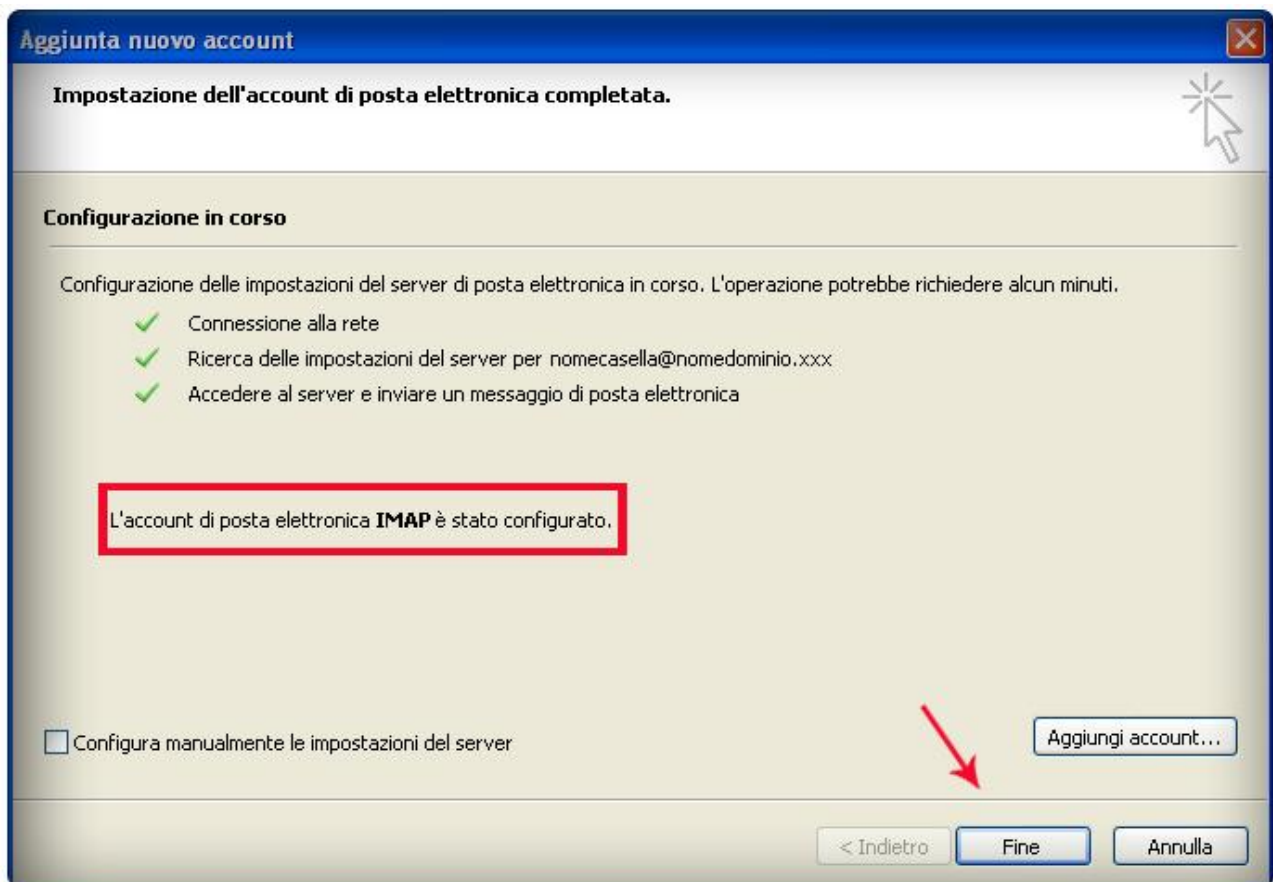 Aggiunta nuovo account
Impostazione dell'account di posta elettronica completata.
Configurazione in corso
Configurazione delle impostazioni del server di posta elettronica in corso. L'operazione potrebbe richiedere alcun minuti.
Connessione alla rete
Ricerca delle impostazioni del server per nomecasella@nomedominio.xxx
Accedere al server e inviare un messaggio di posta elettronica
L'account di posta elettronica IMAP è stato configurato.
Configura manualmente le impostazioni del server
Aggiungi account...
< Indietro
Fine
Annulla